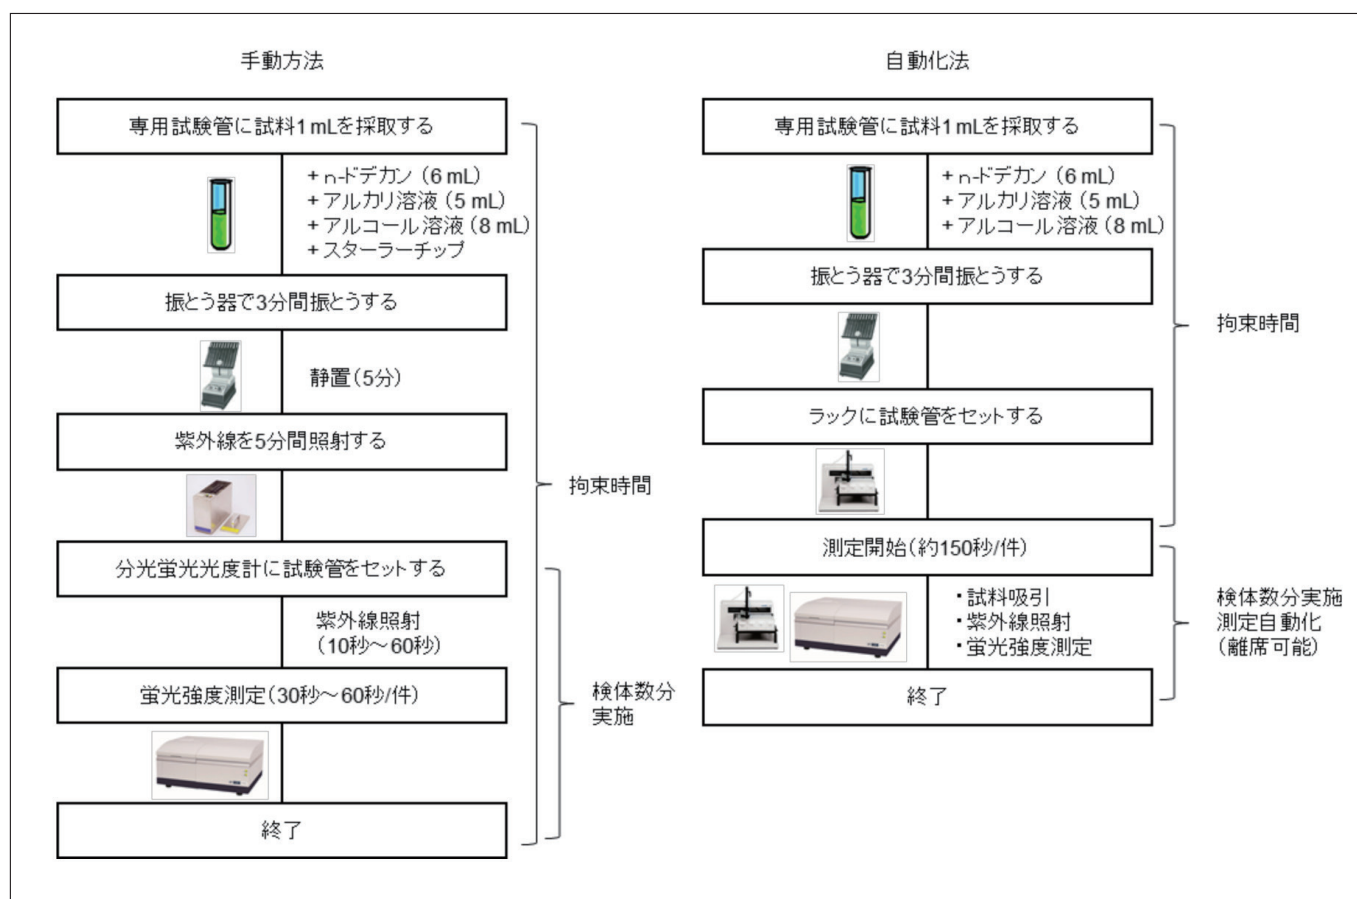 手動方法
専用試験管に試料1 mLを採取する
+ n-ドデカン (6 mL)
+ アルカリ溶液 (5 mL)
+ アルコール溶液 (8 mL)
+ スターラーチップ
振とう器で3分間振とうする
静置(5分)
紫外線を5分間照射する
分光蛍光光度計に試験管をセットする
紫外線照射
(10秒~60秒)
蛍光強度測定(30秒~60秒/件)
終了
拘束時間
検体数分
実施
自動化法
専用試験管に試料1 mLを採取する
+ n-ドデカン (6 mL)
+ アルカリ溶液 (5 mL)
+ アルコール溶液 (8 mL)
振とう器で3分間振とうする
ラックに試験管をセットする
測定開始(約150秒/件)
・試料吸引
・紫外線照射
・蛍光強度測定
終了
拘束時間
検体数分実施
測定自動化
(離席可能)